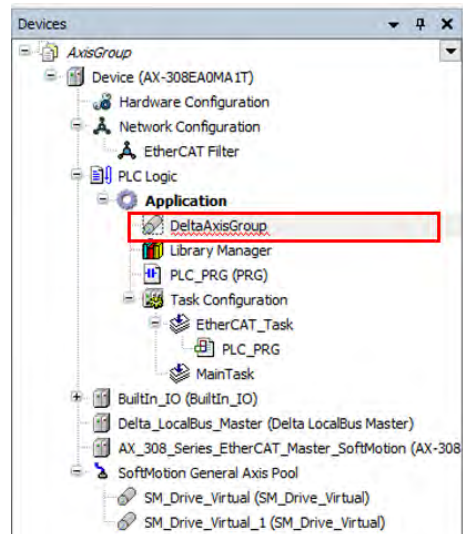 Devices
AxisGroup
Device (AX-308EA0MA1T)
Hardware Configuration
Network Configuration
EtherCAT Filter
PLC Logic
Application
DeltaAxisGroup
Library Manager
PLC_PRG (PRG)
Task Configuration
EtherCAT_Task
PLC_PRG
MainTask
BuiltIn_IO (BuiltIn_IO)
Delta_LocalBus_Master (Delta LocalBus Master)
AX_308_Series_EtherCAT_Master_SoftMotion (AX-308
SoftMotion General Axis Pool
SM_Drive_Virtual (SM_Drive_Virtual)
SM_Drive_Virtual_1 (SM_Drive_Virtual)